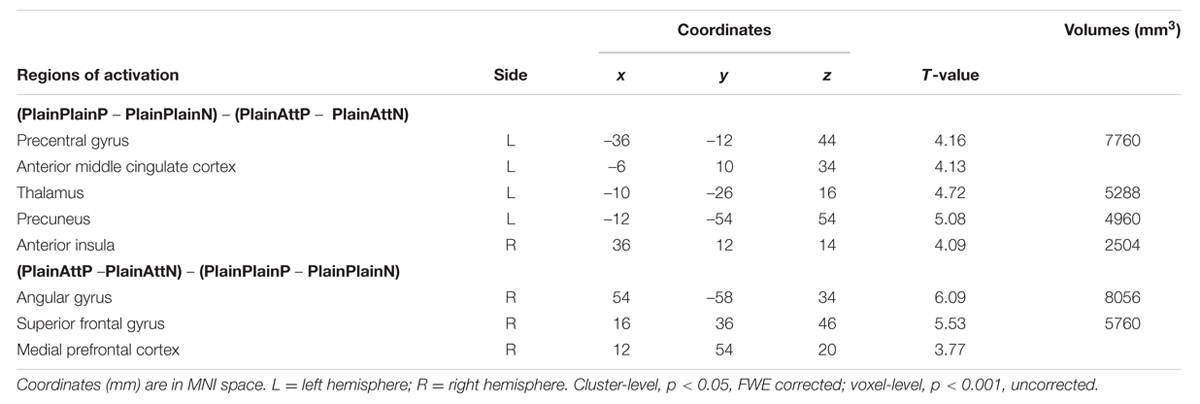 Coordinates Volumes (mm³)
Regions of activation Side x y z T-value
(PlainPlainP – PlainPlainN) – (PlainAttP – PlainAttN)
Precentral gyrus L –36 –12 44 4.16 7760
Anterior middle cingulate cortex L –6 10 34 4.13
Thalamus L –10 –26 16 4.72 5288
Precuneus L –12 –54 54 5.08 4960
Anterior insula R 36 12 14 4.09 2504
(PlainAttP –PlainAttN) – (PlainPlainP – PlainPlainN)
Angular gyrus R 54 –58 34 6.09 8056
Superior frontal gyrus R 16 36 46 5.53 5760
Medial prefrontal cortex R 12 54 20 3.77
Coordinates (mm) are in MNI space. L = left hemisphere; R = right hemisphere. Cluster-level, p < 0.05, FWE corrected; voxel-level, p < 0.001, uncorrected.